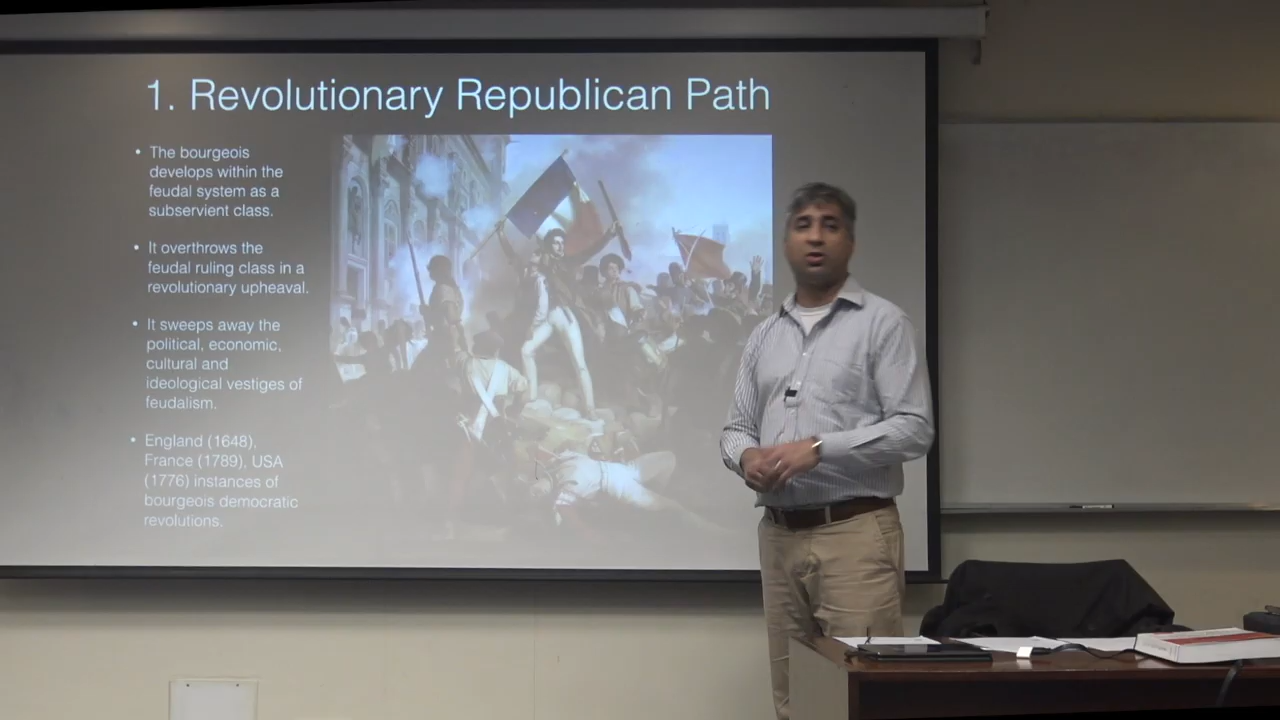 1. Revolutionary Republican Path
• The bourgeois
develops within the
feudal system as a
subservient class.
• It overthrows the
feudal ruling class in a
revolutionary upheaval.
• It sweeps away the
political, economic,
cultural and
ideological vestiges of
feudalism.
• England (1648),
France (1789), USA
(1776) instances of
bourgeois democratic
revolutions.